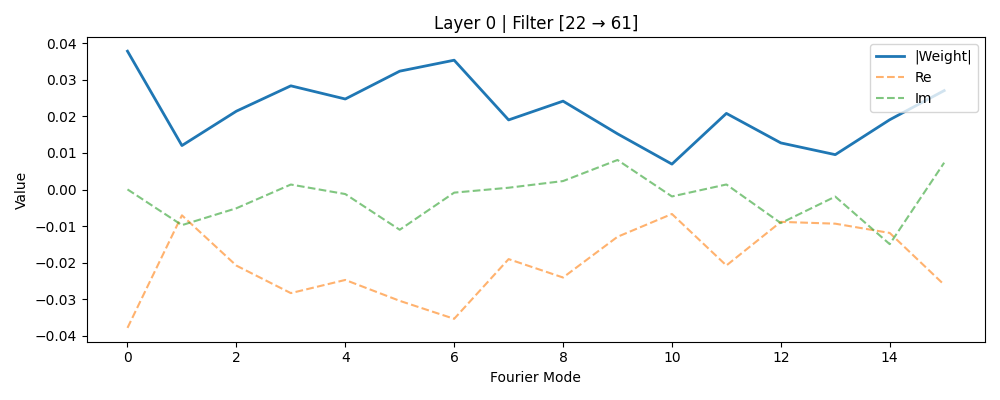 Layer 0 | Filter [22 → 61]
0.04
0.03
0.02
0.01
0.00
−0.01
−0.02
−0.03
−0.04
Value
|Weight|
Re
Im
0 2 4 6 8 10 12 14
Fourier Mode